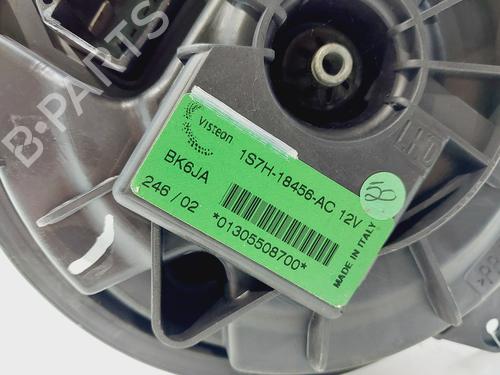 B-PARTS
Visteon
1S7H-18456-AC 12V
BK6JA
246 / 02
*01305508700*
MADE IN ITALY